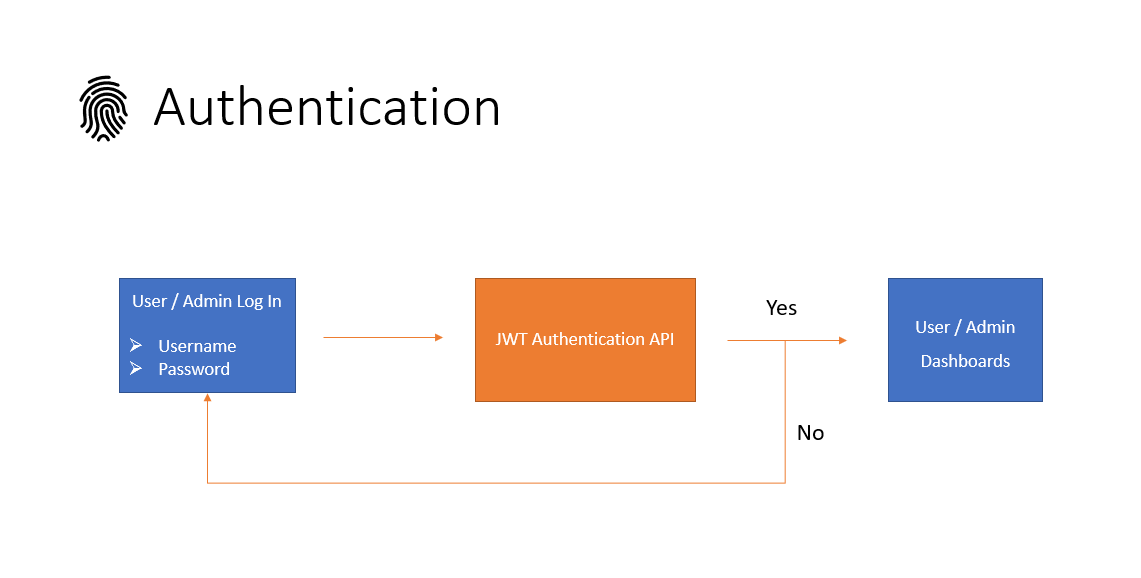 Authentication
User / Admin Log In
Username
Password
JWT Authentication API
Yes
No
User / Admin
Dashboards